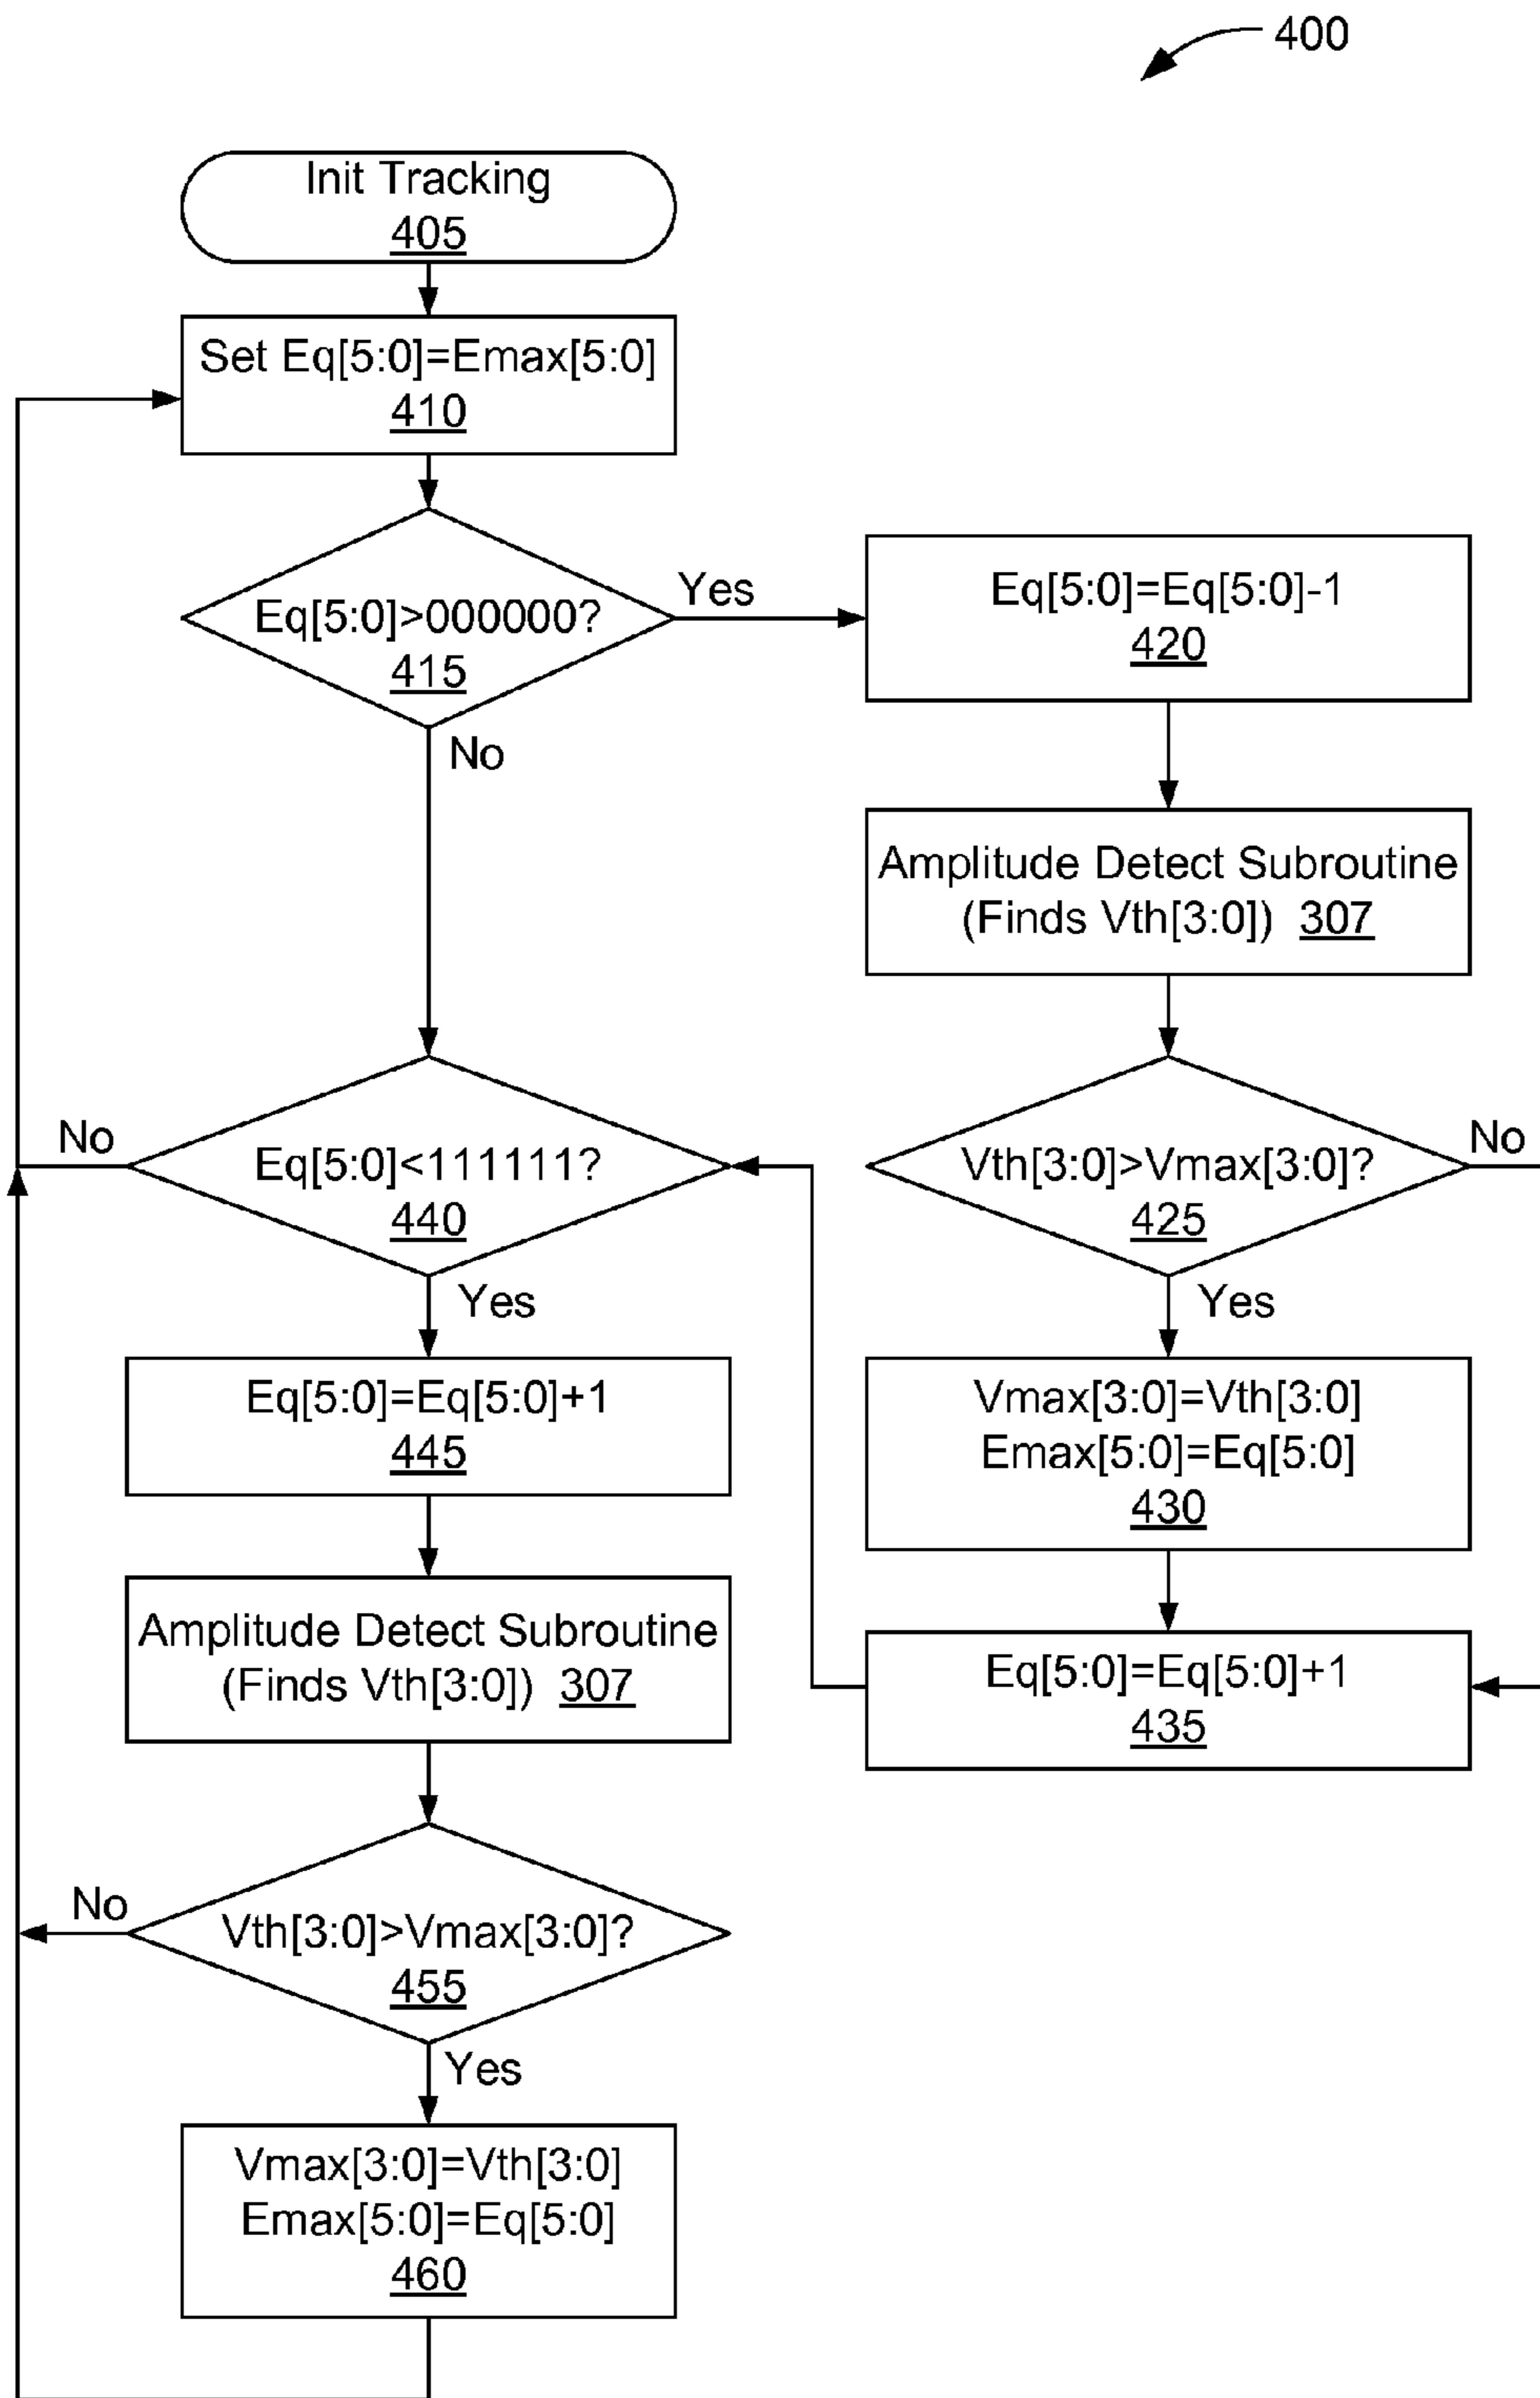 400
Init Tracking
405
Set Eq[5:0]=Emax[5:0]
410
Eq[5:0]>000000?
415
Yes
No
Eq[5:0]=Eq[5:0]-1
420
Amplitude Detect Subroutine
(Finds Vth[3:0]) 307
Vth[3:0]>Vmax[3:0]?
425
No
Yes
Vmax[3:0]=Vth[3:0]
Emax[5:0]=Eq[5:0]
430
Eq[5:0]=Eq[5:0]+1
435
No
Eq[5:0]<111111?
440
Yes
Eq[5:0]=Eq[5:0]+1
445
Amplitude Detect Subroutine
(Finds Vth[3:0]) 307
No
Vth[3:0]>Vmax[3:0]?
455
Yes
Vmax[3:0]=Vth[3:0]
Emax[5:0]=Eq[5:0]
460